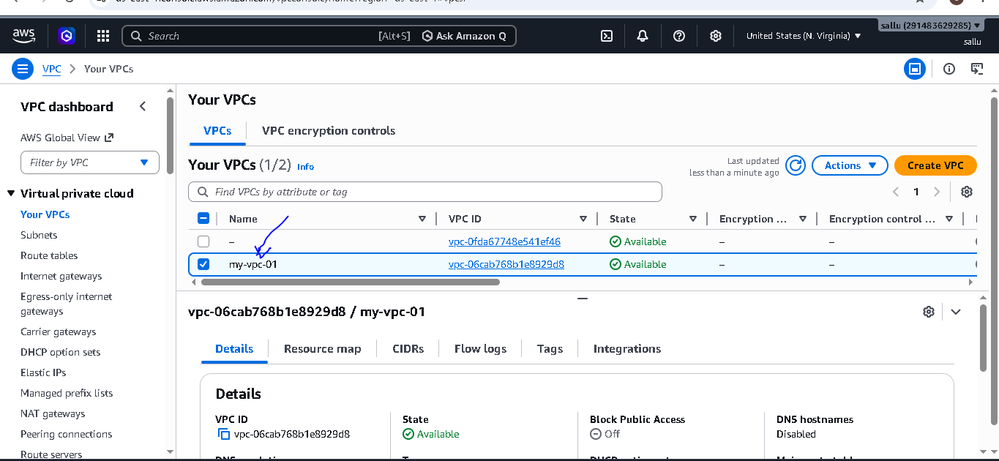 aws
Search [Alt+S] Ask Amazon Q
United States (N. Virginia) ▼
sallu (291483629285) ▼
sallu
VPC > Your VPCs
VPC dashboard
AWS Global View
Filter by VPC
Virtual private cloud
Your VPCs
Subnets
Route tables
Internet gateways
Egress-only internet
gateways
Carrier gateways
DHCP option sets
Elastic IPs
Managed prefix lists
NAT gateways
Peering connections
Route servers
Your VPCs
VPCs
VPC encryption controls
Your VPCs (1/2) Info
Last updated
less than a minute ago
Actions ▼
Create VPC
Find VPCs by attribute or tag
1
Name VPC ID State Encryption ... Encryption control ...
– vpc-0fda67748e541ef46 Available – –
my-vpc-01 vpc-06cab768b1e8929d8 Available – –
vpc-06cab768b1e8929d8 / my-vpc-01
Details Resource map CIDRs Flow logs Tags Integrations
Details
VPC ID State Block Public Access DNS hostnames
vpc-06cab768b1e8929d8 Available Off Disabled